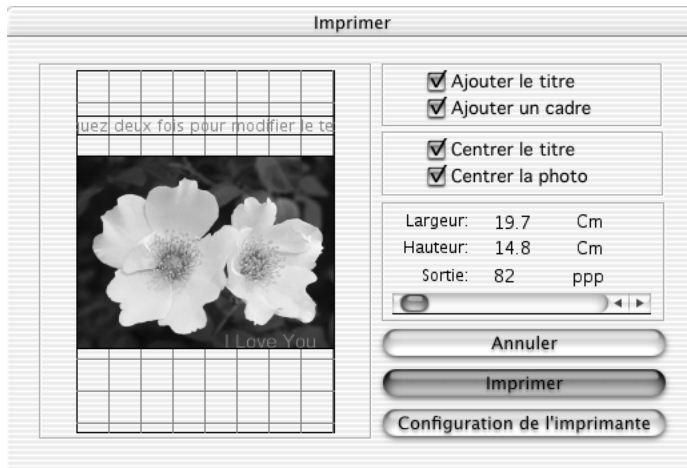 Imprimer
uez deux fois pour modifier le te
I Love You
Ajouter le titre
Ajouter un cadre
Centrer le titre
Centrer la photo
Largeur: 19.7 Cm
Hauteur: 14.8 Cm
Sortie: 82 ppp
Annuler
Imprimer
Configuration de l'imprimante